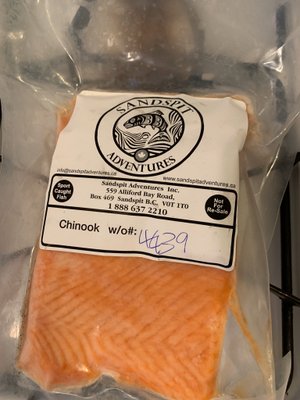 SANDSPIT
ADVENTURES
info@sandspitadventures.ca
www.sandspitadventures.ca
Sandspit Adventures Inc.
559 Alliford Bay Road,
Box 469 Sandspit B.C, V0T 1T0
1 888 637 2210
Sport
Caught
Fish
Not
For
Re-Sale
Chinook w/o#: 4439